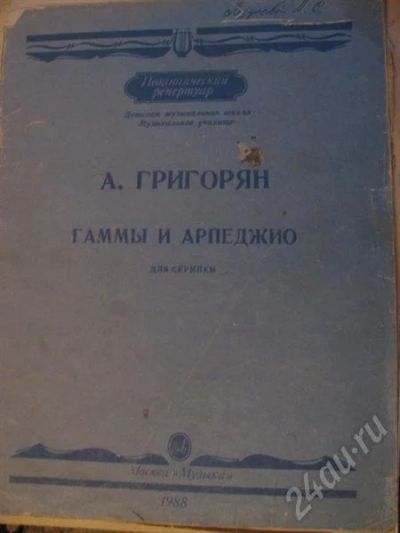 Педагогический
репертуар
Детская музыкальная школа
Музыкальное училище
А. ГРИГОРЯН
ГАММЫ И АРПЕДЖИО
ДЛЯ СКРИПКИ
Москва «Музыка»
1988
24au.ru